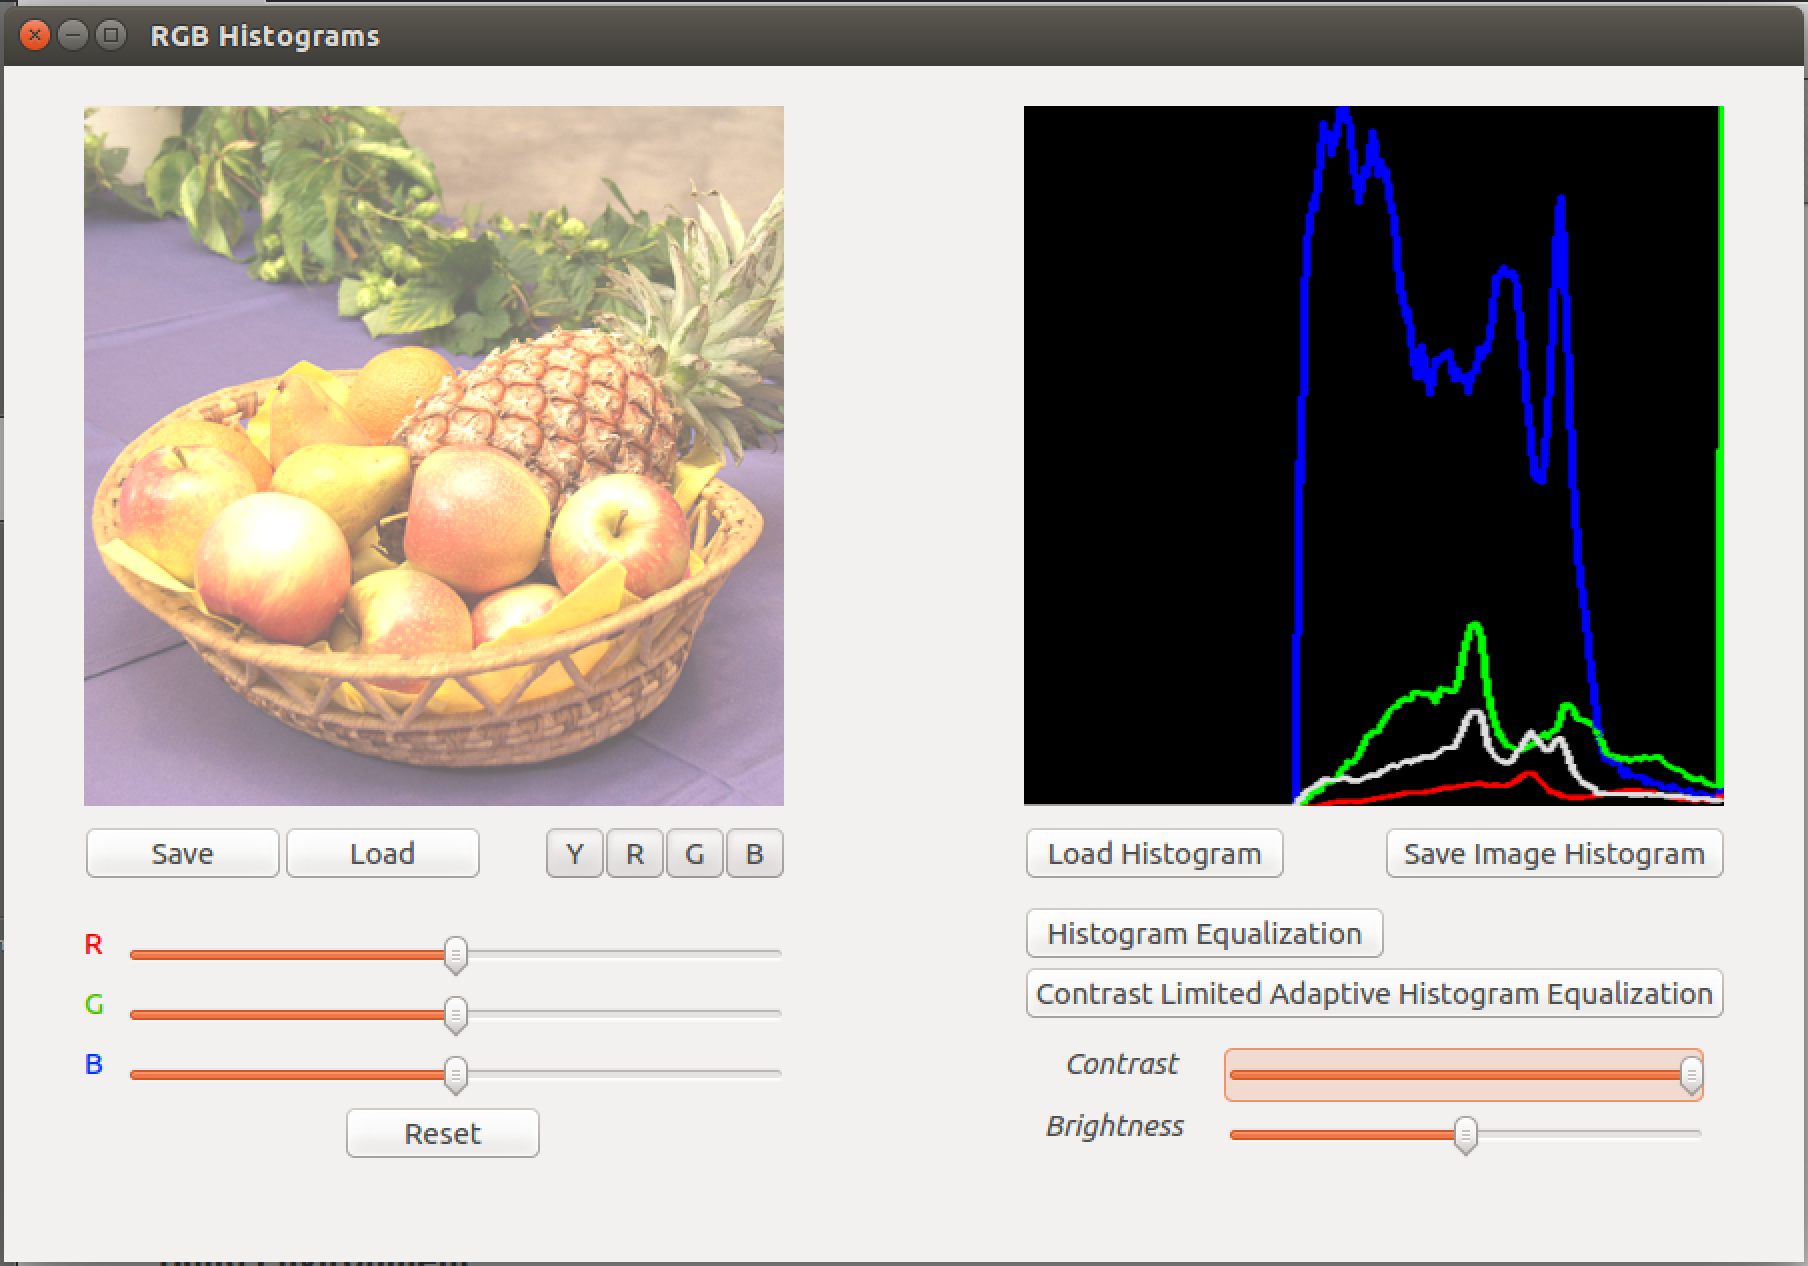 RGB Histograms
Save Load Y R G B
Load Histogram Save Image Histogram
R
G
B
Reset
Histogram Equalization
Contrast Limited Adaptive Histogram Equalization
Contrast
Brightness